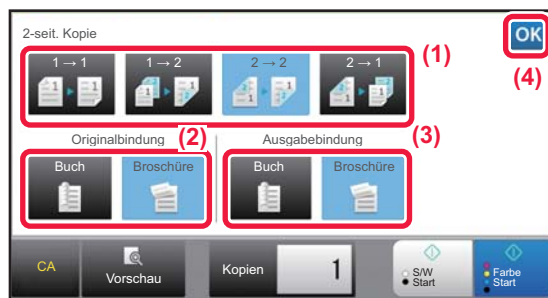 2-seit. Kopie
OK
1 → 1
1 → 2
2 → 2
2 → 1
(1)
(4)
Originalbindung
(2)
Ausgabebindung
(3)
Buch
Broschüre
Buch
Broschüre
CA
Vorschau
Kopien
1
S/W
Start
Farbe
Start